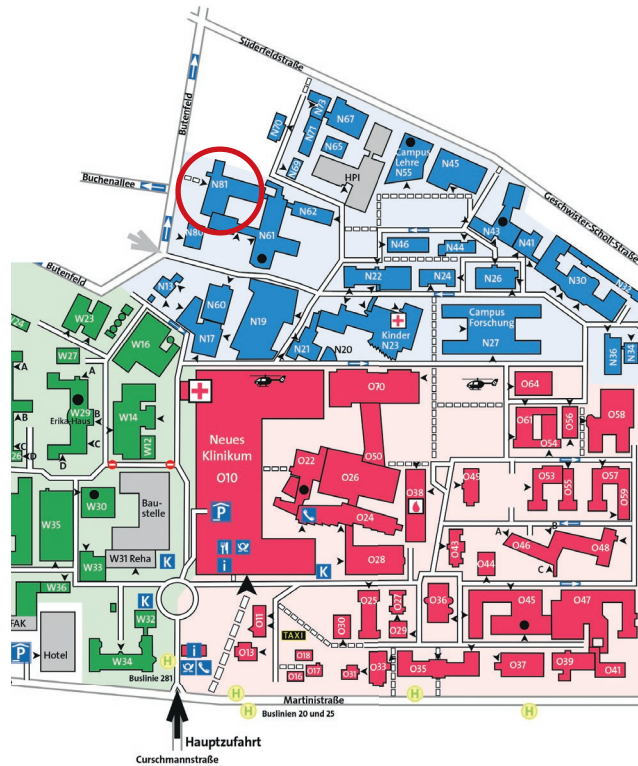 Süderfeldstraße
Butenfeld
Buchenallee
Geschwister-Scholl-Straße
N73
N67
N70
N71
N65
N69
HPI
Campus
Lehre
N55
N45
N81
N80
N61
N62
N43
N41
N30
N32
N46
N44
N22
N24
N26
Butenfeld
N13
N60
N17
N19
N21
N20
Kinder
N23
Campus
Forschung
N27
N36
N34
W23
W16
W27
W29
Erika-Haus
A
B
C
D
A
B
C
D
W14
W12
W30
Bau-
stelle
W35
W33
W31 Reha
K
W36
FAK
P
Hotel
K
W32
W34
Buslinie 281
H
Neues
Klinikum
O10
P
i
K
O70
O50
O22
O26
O24
O38
O28
O64
O61
O54
O56
O58
O49
O53
O55
O57
O59
O43
O44
A
B
C
O46
O48
O11
O13
i
TAXI
O30
O25
O27
O29
O36
O45
O47
O18
O17
O16
O31
O33
O35
O37
O39
O41
H
H
H
H
Martinistraße
Buslinien 20 und 25
Hauptzufahrt
Curschmannstraße